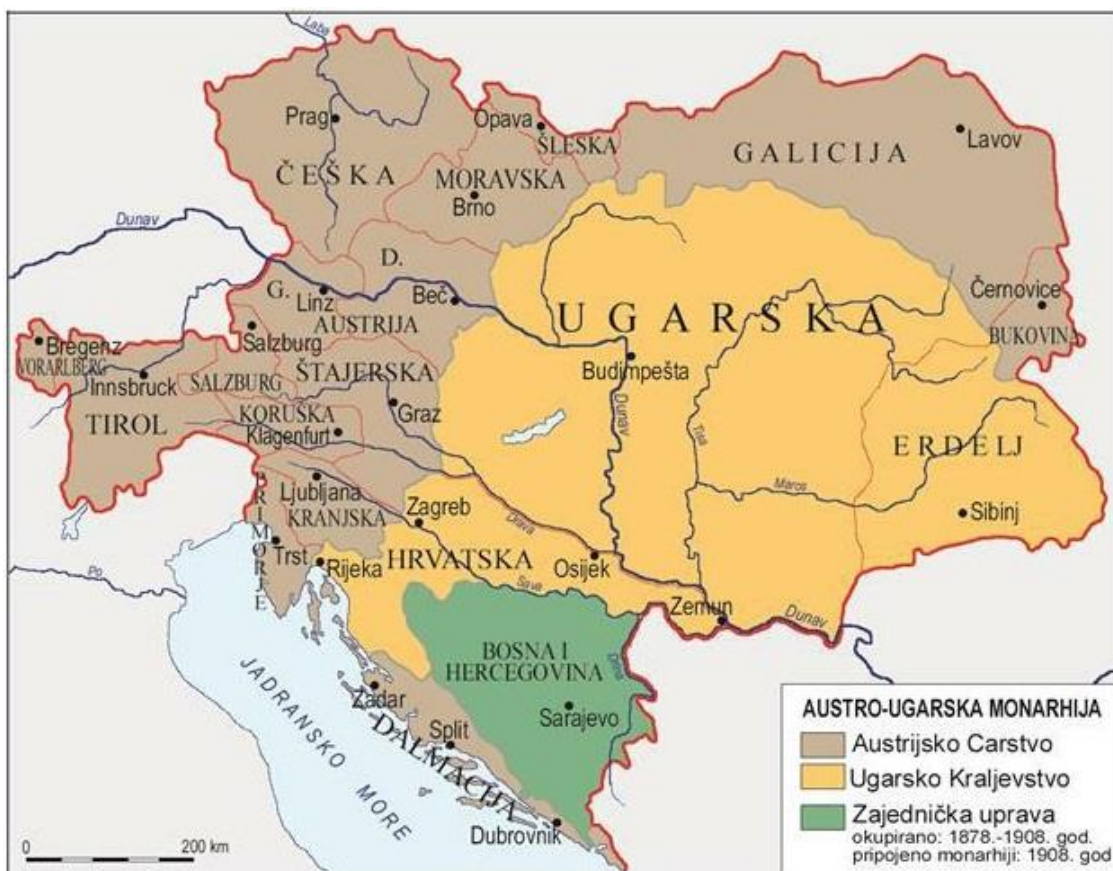 Laba
Prag
Opava
ŠLESKA
GALICIJA
Lavov
ČEŠKA
MORAVSKA
Brno
Dunav
D.
G.
Linz
Beč
AUSTRIJA
UGARSKA
Černovice
BUKOVINA
Bregenz
VORARLBERG
Salzburg
Innsbruck
SALZBURG
ŠTAJERSKA
Budimpešta
TIROL
KORUŠKA
Graz
Klagenfurt
Dunav
Tisa
ERDELJ
Ljubljana
KRANJSKA
PRIMORJE
Zagreb
Drava
Maros
Sibinj
Trst
Rijeka
HRVATSKA
Osijek
Po
Sava
Zemun
Dunav
BOSNA I
HERCEGOVINA
Drina
Sarajevo
JADRANSKO MORE
Zadar
Split
DALMACIJA
Dubrovnik
0 200 km
AUSTRO-UGARSKA MONARHIJA
Austrijsko Carstvo
Ugarsko Kraljevstvo
Zajednička uprava
okupirano: 1878.-1908. god.
pripojeno monarhiji: 1908. god